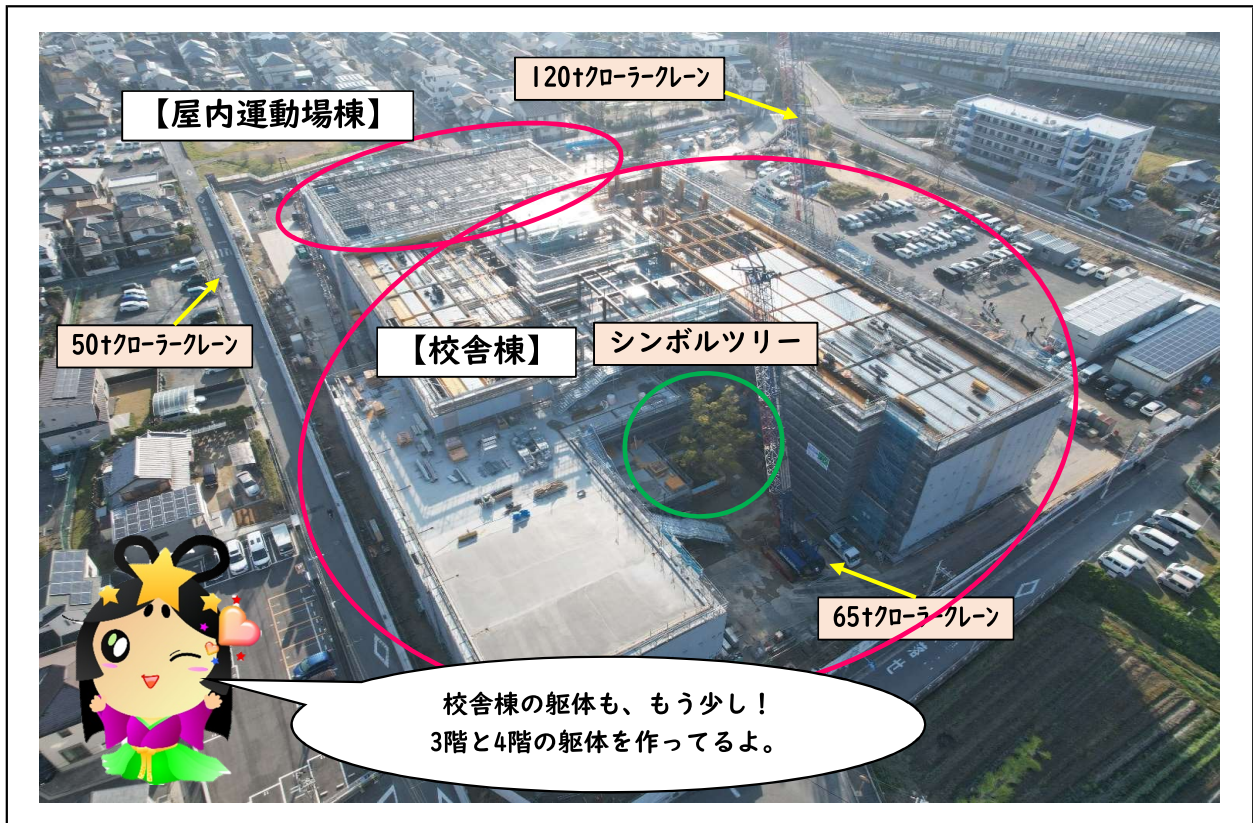 120tクローラークレーン
【屋内運動場棟】
50tクローラークレーン
【校舎棟】
シンボルツリー
65tクローラークレーン
校舎棟の躯体も、もう少し!
3階と4階の躯体を作ってるよ。